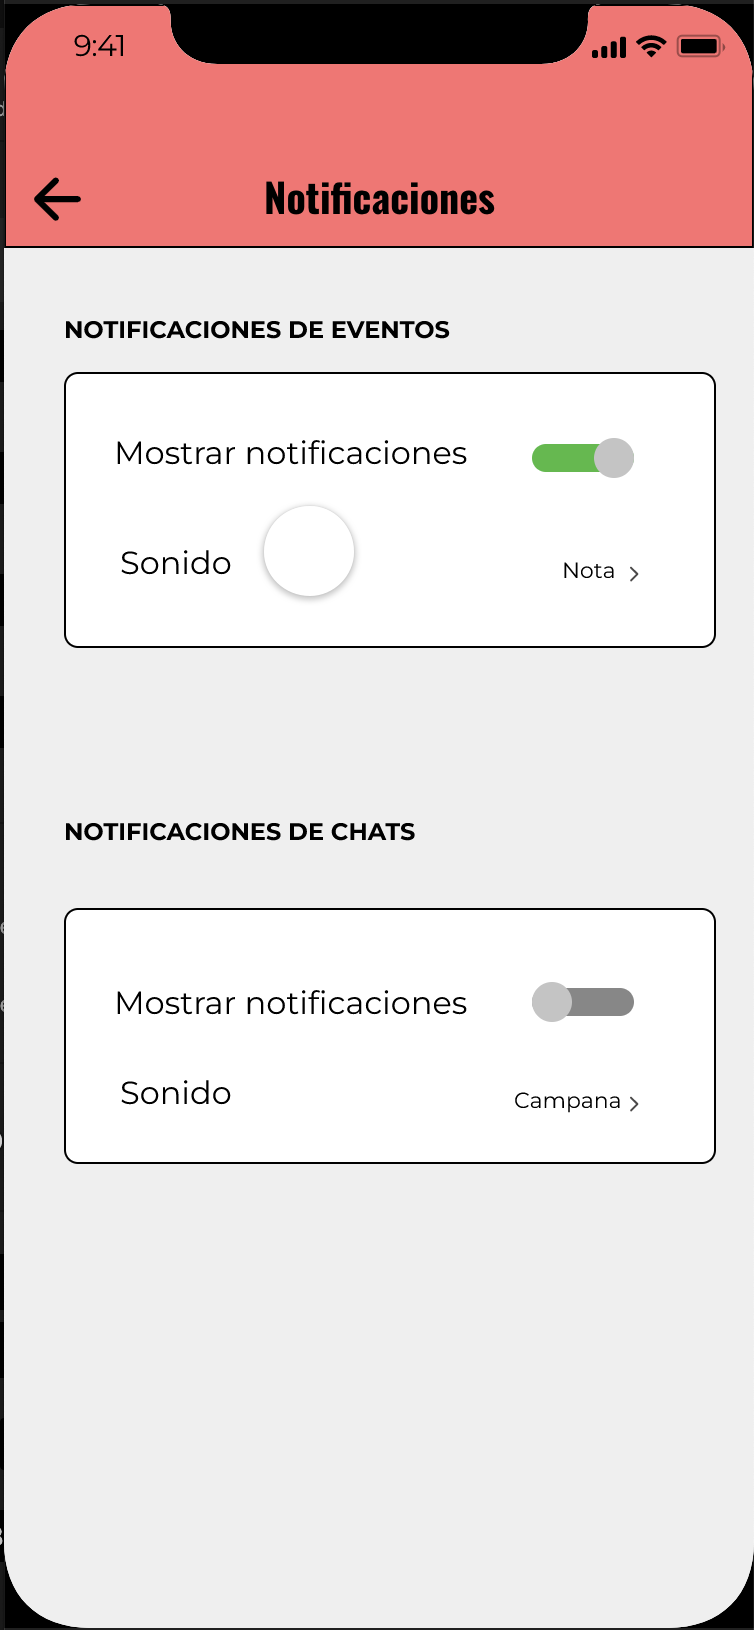 9:41
Notificaciones
NOTIFICACIONES DE EVENTOS
Mostrar notificaciones
Sonido
Nota
NOTIFICACIONES DE CHATS
Mostrar notificaciones
Sonido
Campana